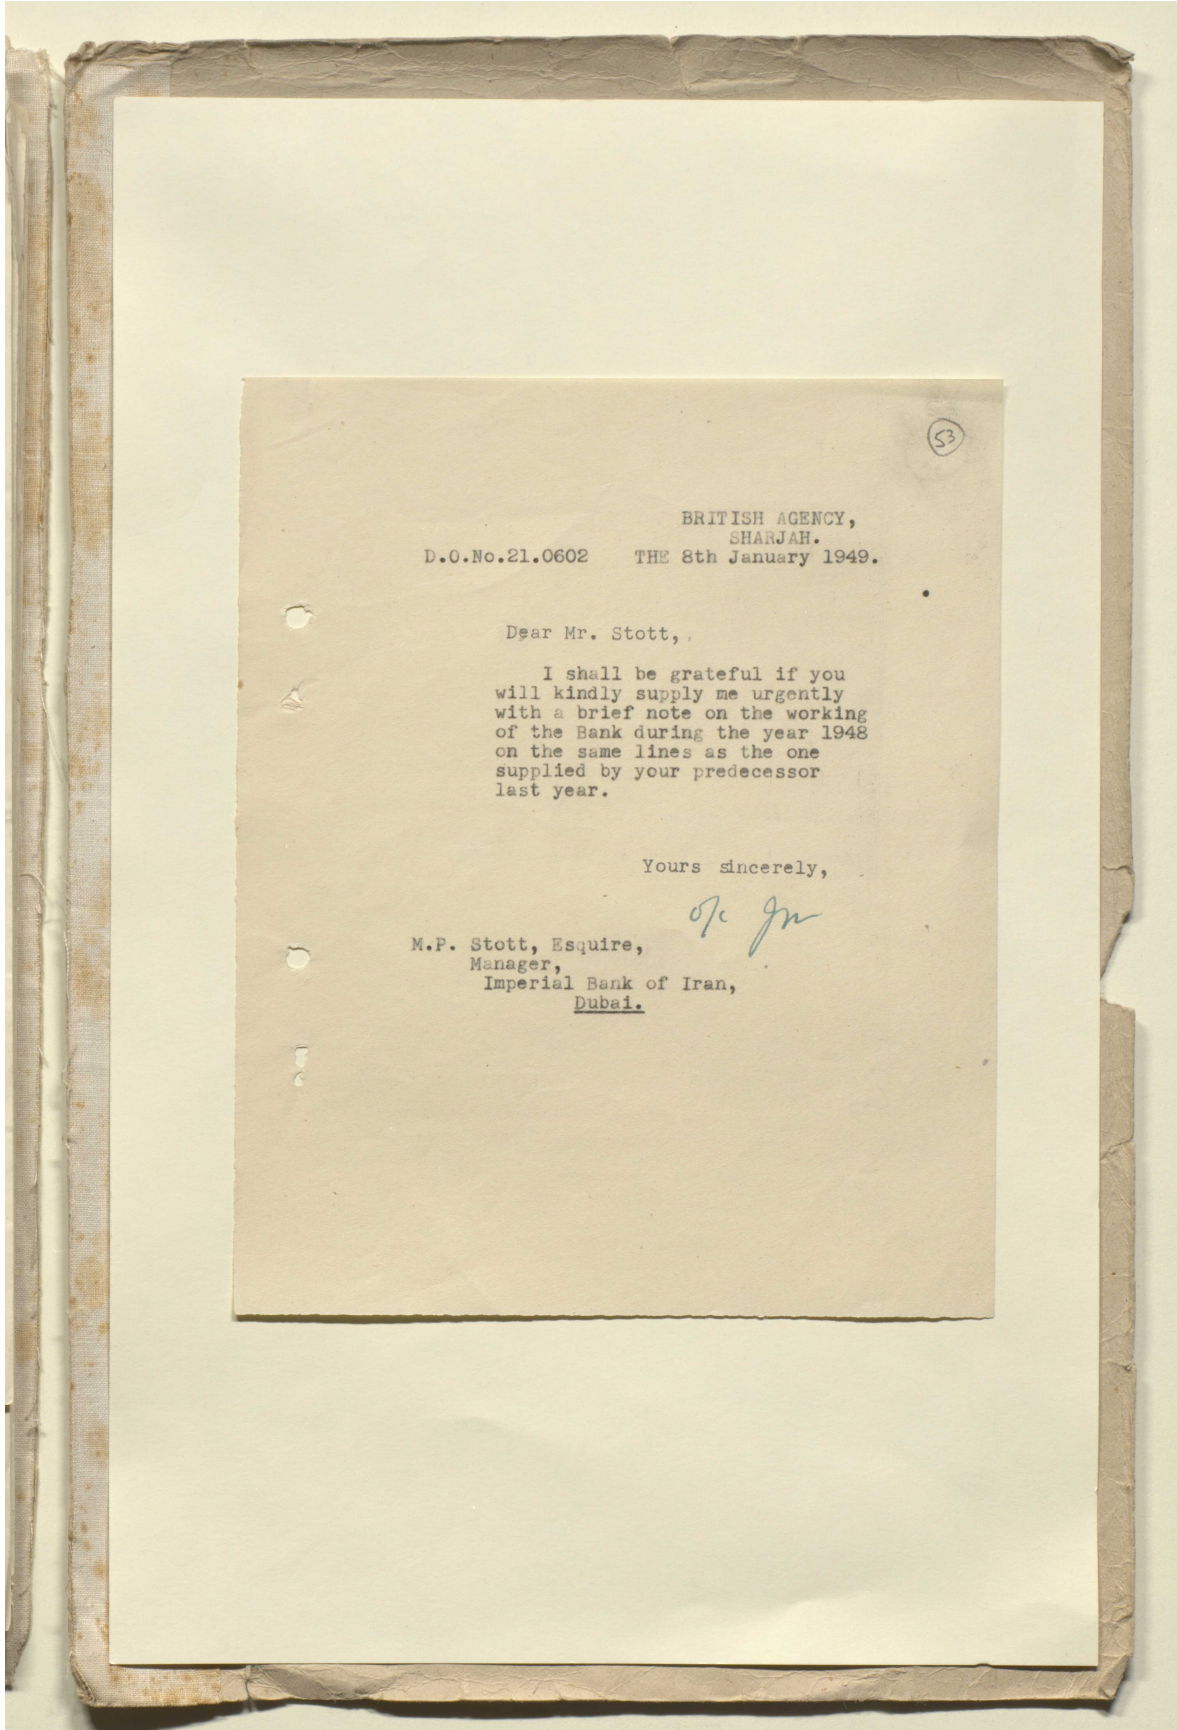 53
BRITISH AGENCY,
SHARJAH.
D.O.No.21.0602 THE 8th January 1949.
Dear Mr. Stott,
I shall be grateful if you
will kindly supply me urgently
with a brief note on the working
of the Bank during the year 1948
on the same lines as the one
supplied by your predecessor
last year.
Yours sincerely,
o/c
M.P. Stott, Esquire,
Manager,
Imperial Bank of Iran,
Dubai.